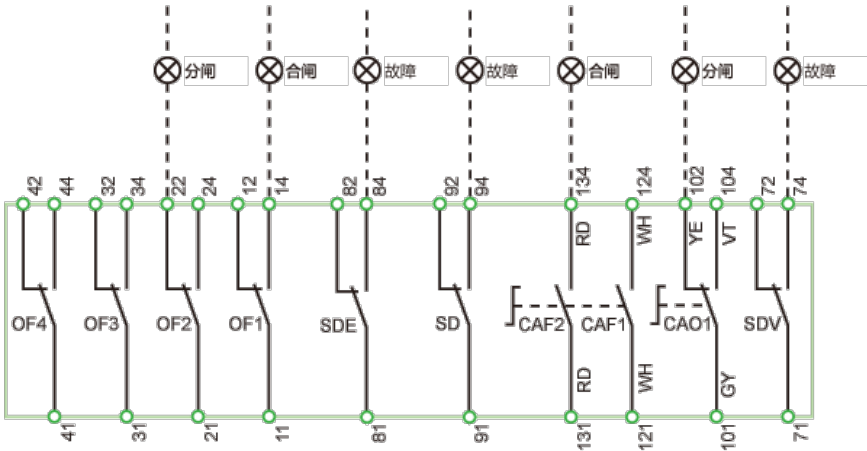 分闸 合闸 故障 故障 合闸 分闸 故障
42 44 32 34 22 24 12 14 82 84 92 94 134 124 102 104 72 74
RD WH YE VT
OF4 OF3 OF2 OF1 SDE SD CAF2 CAF1 CAO1 SDV
RD WH GY
41 31 21 11 81 91 131 121 101 71